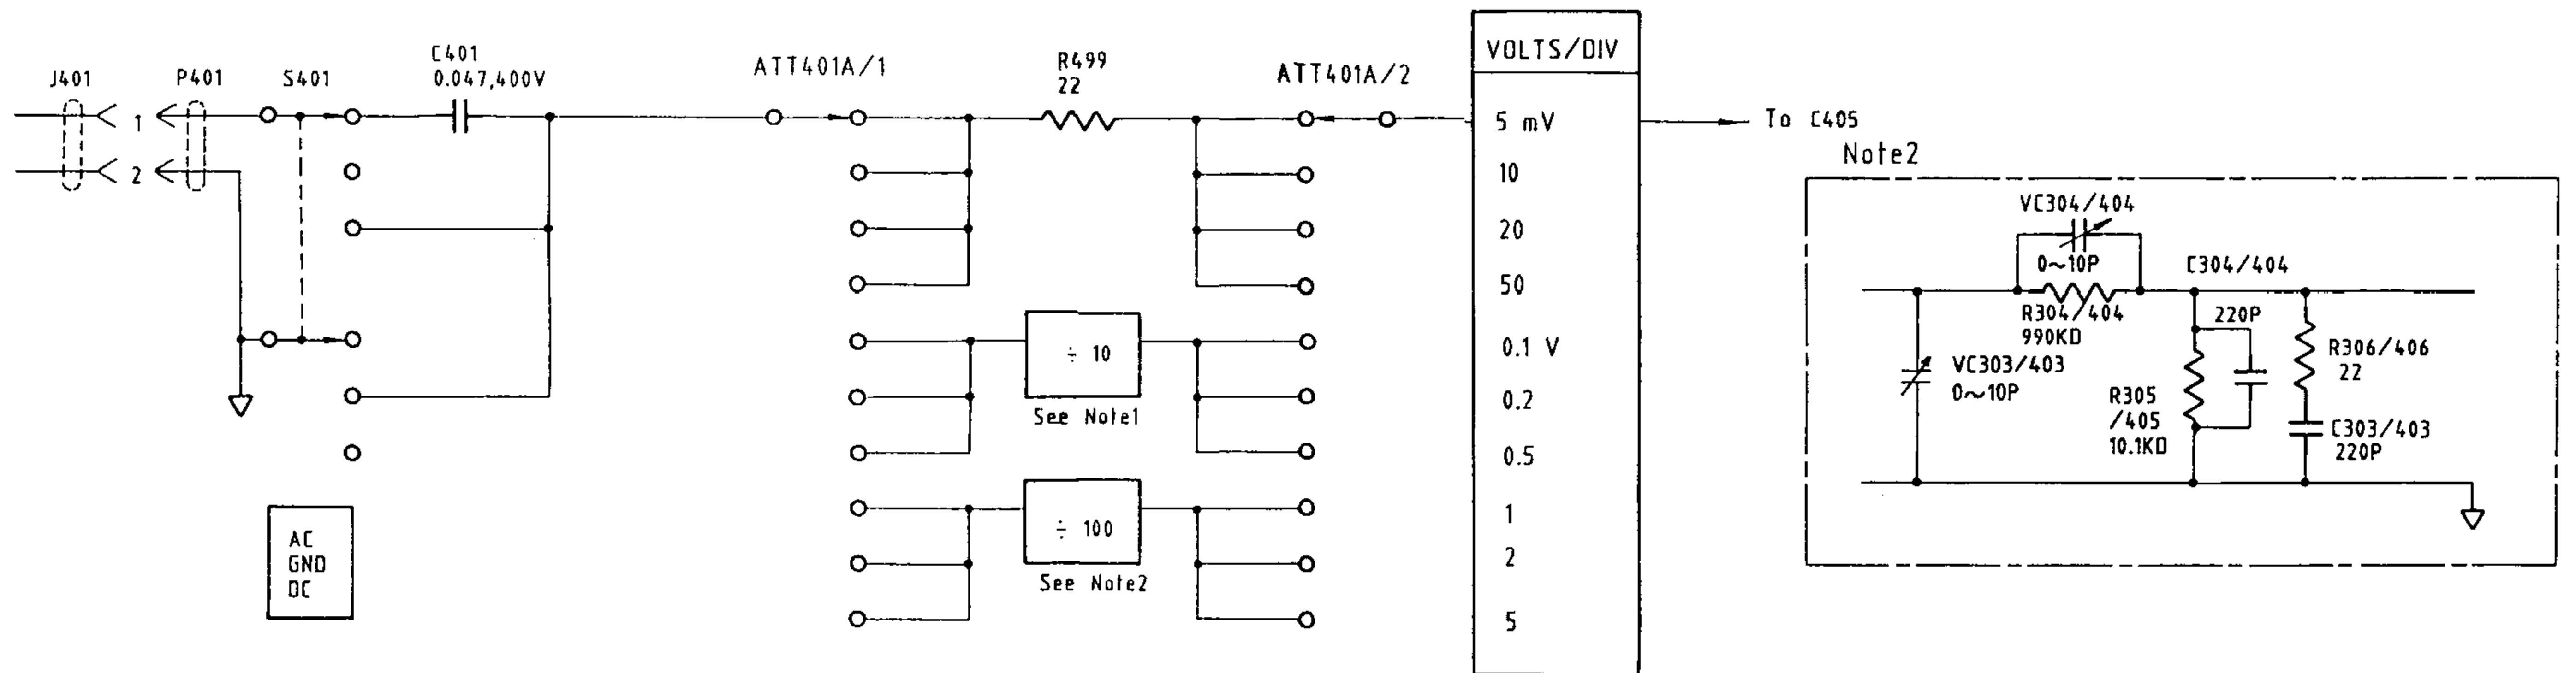 J401
P401
S401
C401
0.047,400V
1
2
AC
GND
DC
ATT401A/1
R499
22
ATT401A/2
÷ 10
See Note1
÷ 100
See Note2
VOLTS/DIV
5 mV
10
20
50
0.1 V
0.2
0.5
1
2
5
To C405
Note2
VC304/404
0~10P
R304/404
990KD
C304/404
220P
VC303/403
0~10P
R305
/405
10.1KD
R306/406
22
C303/403
220P